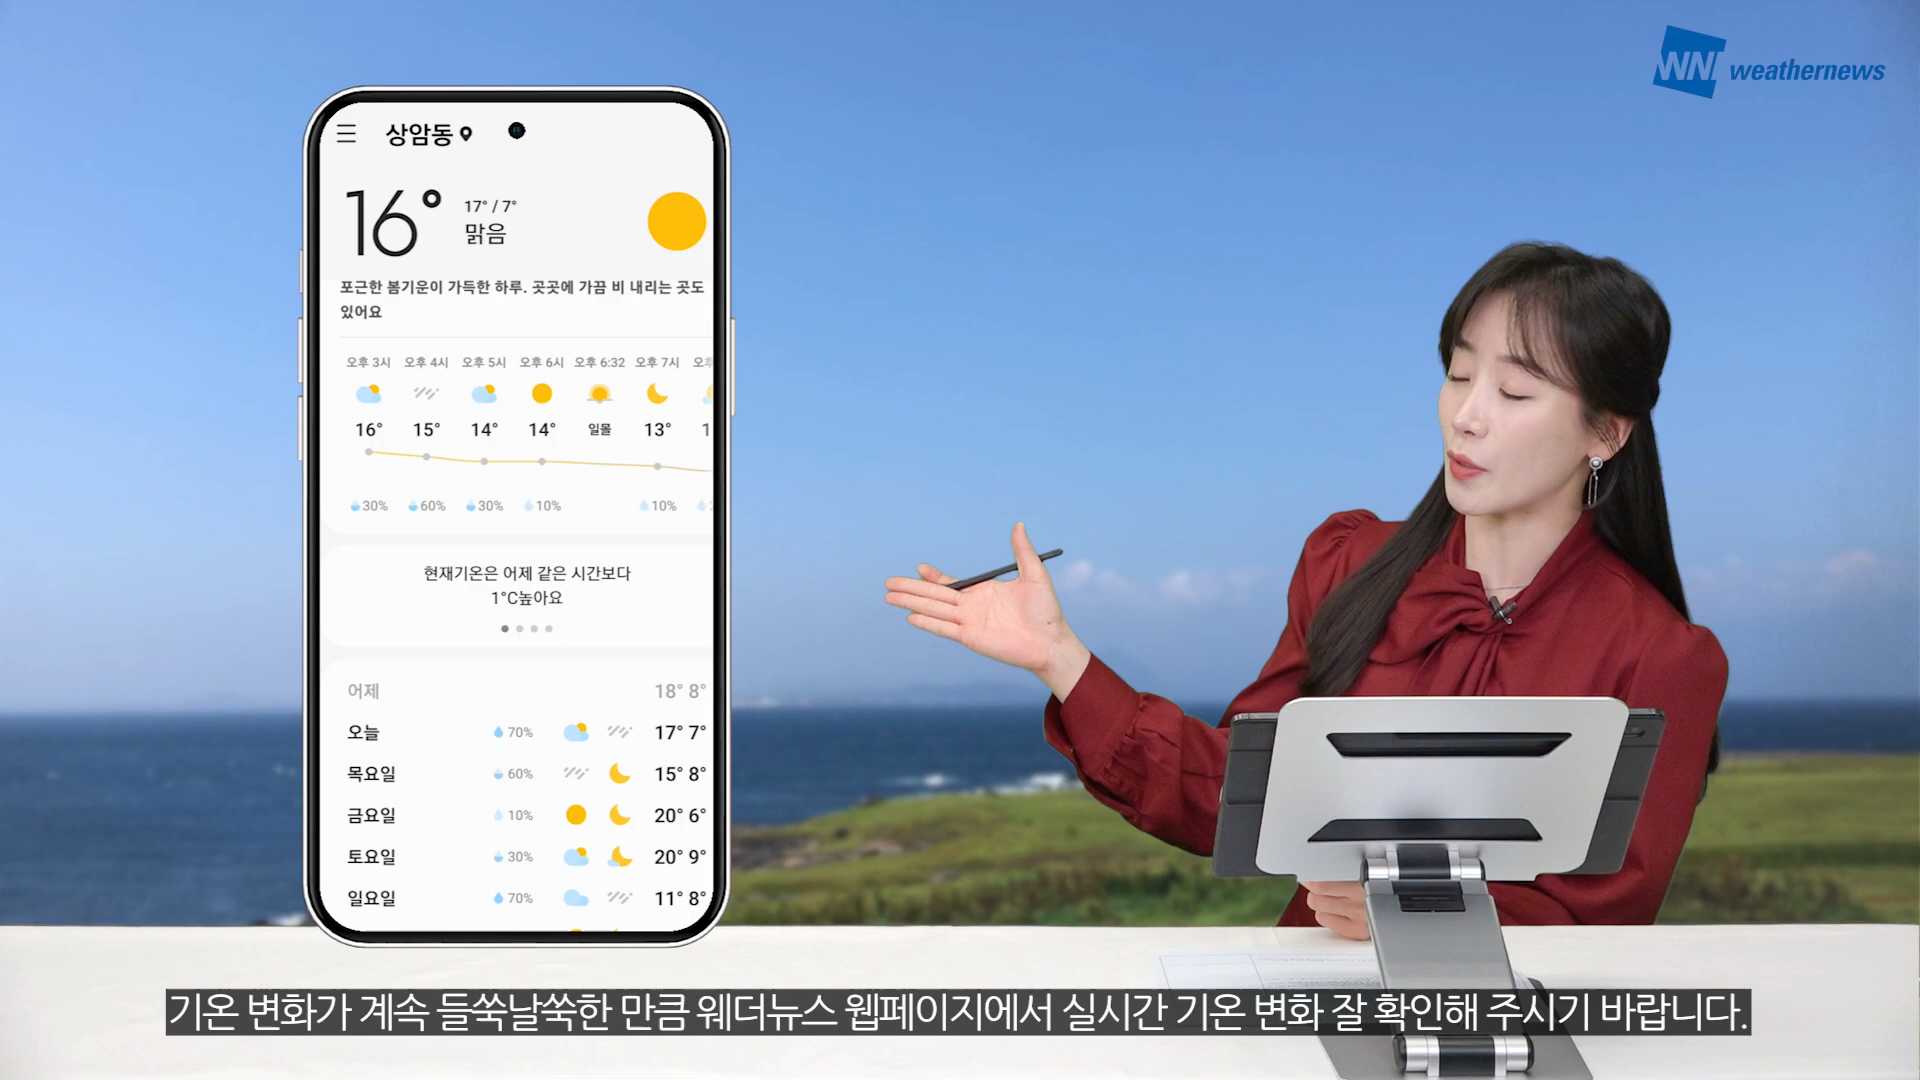 WN weathernews
상암동
16° 17° / 7°
맑음
포근한 봄기운이 가득한 하루. 곳곳에 가끔 비 내리는 곳도
있어요
오후 3시 오후 4시 오후 5시 오후 6시 오후 6:32 오후 7시
16° 15° 14° 14° 일몰 13°
30% 60% 30% 10% 10%
현재기온은 어제 같은 시간보다
1°C높아요
어제 18° 8°
오늘 70% 17° 7°
목요일 60% 15° 8°
금요일 10% 20° 6°
토요일 30% 20° 9°
일요일 70% 11° 8°
기온 변화가 계속 들쑥날쑥한 만큼 웨더뉴스 웹페이지에서 실시간 기온 변화 잘 확인해 주시기 바랍니다.